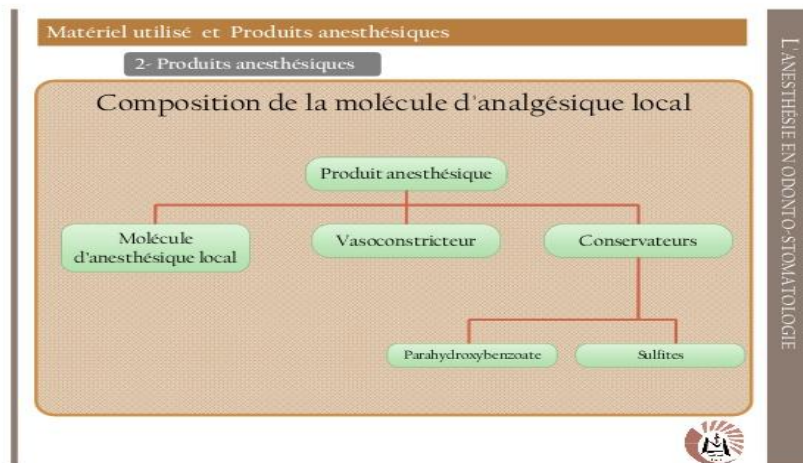 Matériel utilisé et Produits anesthésiques
2- Produits anesthésiques
Composition de la molécule d'analgésique local
Produit anesthésique
Molécule
d'anesthésique local
Vasoconstricteur
Conservateurs
Parahydroxybenzoate
Sulfites
L'ANESTHÉSIE EN ODONTO-STOMATOLOGIE